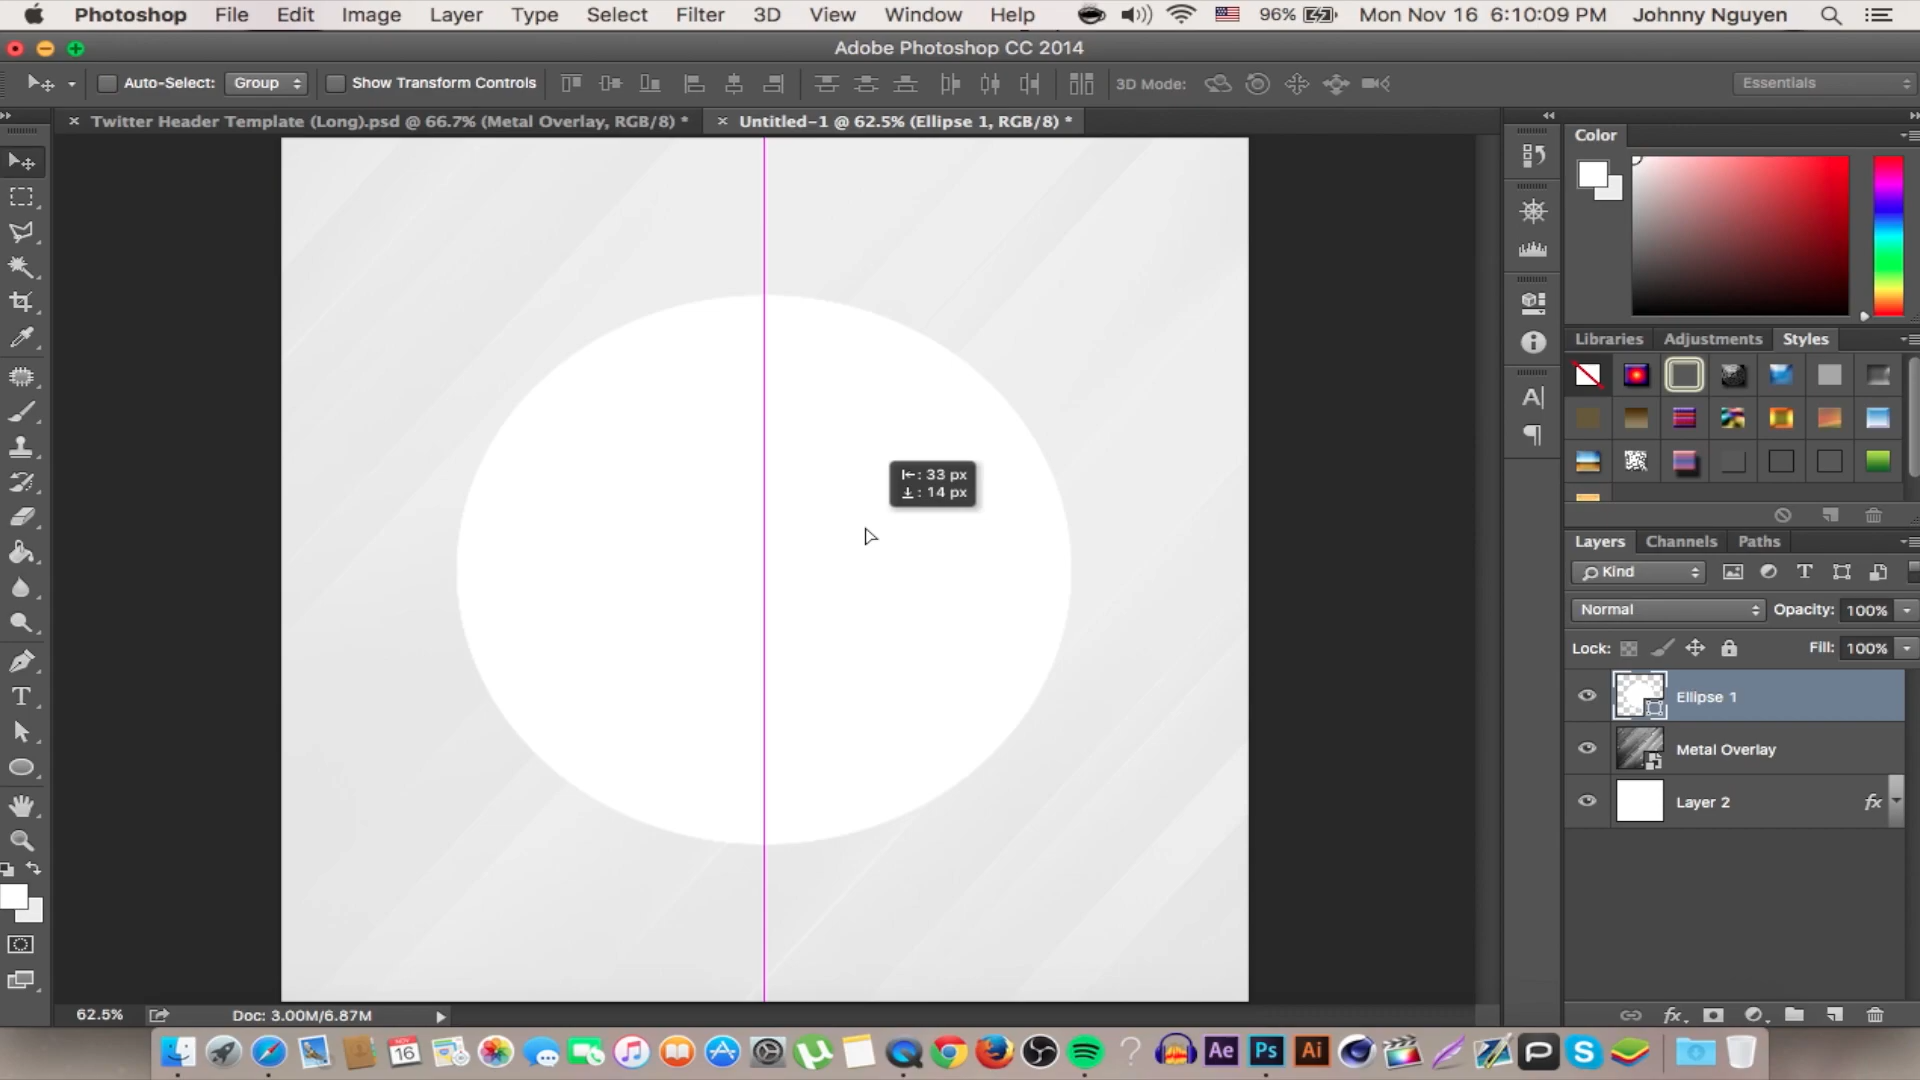 Photoshop File Edit Image Layer Type Select Filter 3D View Window Help 96% Mon Nov 16 6:10:09 PM Johnny Nguyen
Adobe Photoshop CC 2014
Auto-Select: Group Show Transform Controls 3D Mode: Essentials
× Twitter Header Template (Long).psd @ 66.7% (Metal Overlay, RGB/8) * × Untitled-1 @ 62.5% (Ellipse 1, RGB/8) *
Color
Libraries Adjustments Styles
: 33 px
: 14 px
Layers Channels Paths
Kind
Normal Opacity: 100%
Lock: Fill: 100%
Ellipse 1
Metal Overlay
Layer 2 fx
62.5% Doc: 3.00M/6.87M
fx
16 Ae Ps Ai